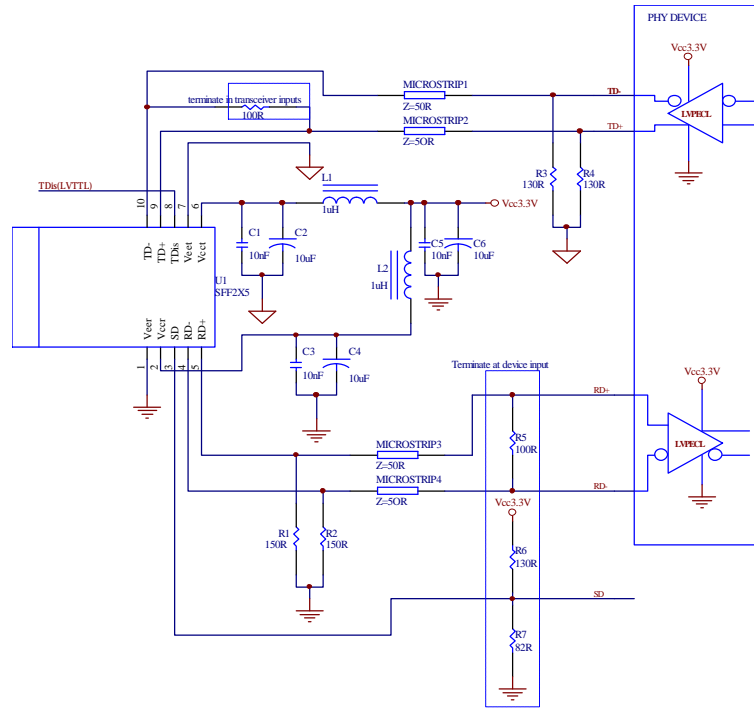 PHY DEVICE
Vcc3.3V
MICROSTRIP1
TD-
LVPECL
terminate in transceiver inputs
100R
Z=50R
MICROSTRIP2
TD+
Z=5OR
R3
130R
R4
130R
TDis(LVTTL)
L1
1uH
Vcc3.3V
10
9
8
7
6
C1
10nF
C2
10uF
C5
10nF
C6
10uF
L2
1uH
TD-
TD+
TDis
Veet
Vcct
U1
SFF2X5
Veer
Vccr
SD
RD-
RD+
1
2
3
4
5
C3
10nF
C4
10uF
Terminate at device input
Vcc3.3V
RD+
LVPECL
MICROSTRIP3
Z=50R
R5
100R
MICROSTRIP4
Z=5OR
RD-
Vcc3.3V
R1
150R
R2
150R
R6
130R
SD
R7
82R